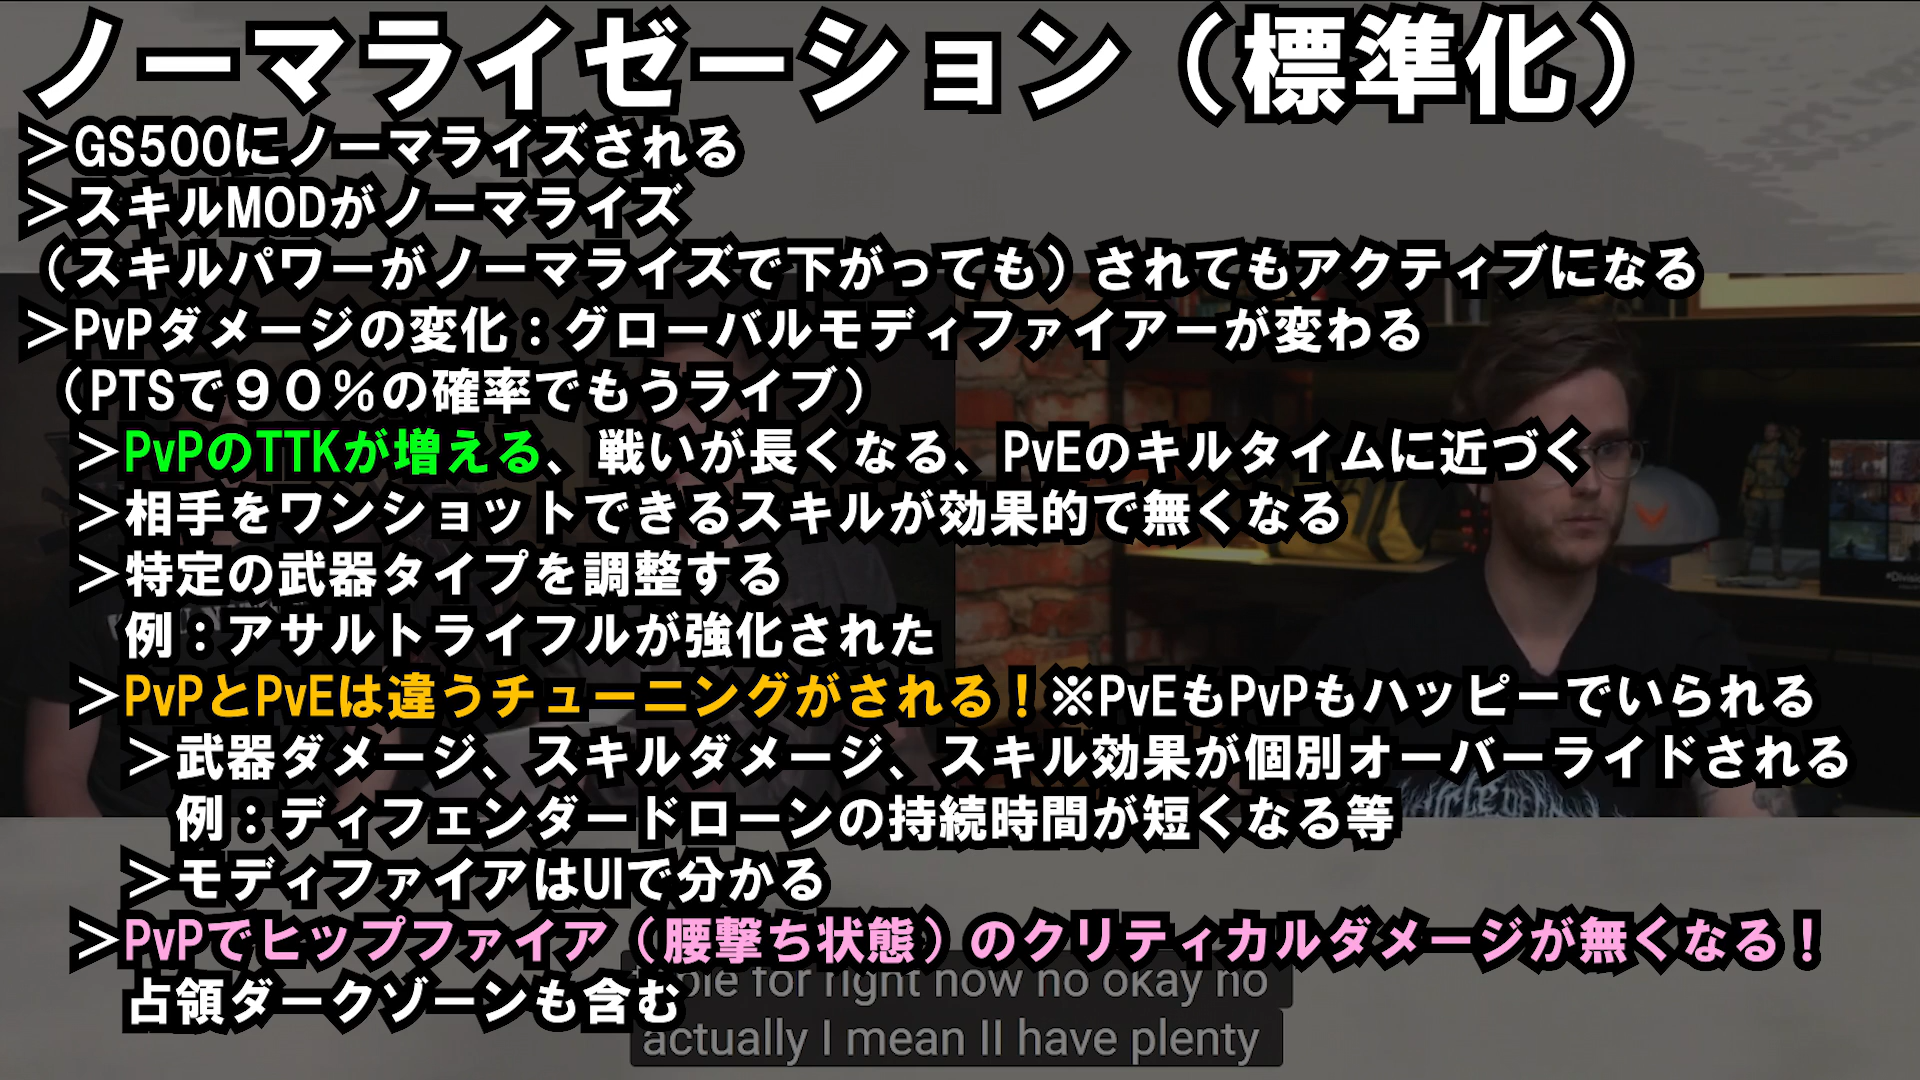 ノーマライゼーション（標準化）
＞GS500にノーマライズされる
＞スキルMODがノーマライズ
（スキルパワーがノーマライズで下がっても）されてもアクティブになる
＞PvPダメージの変化：グローバルモディファイアーが変わる
（PTSで９０％の確率でもうライブ）
＞PvPのTTKが増える、戦いが長くなる、PvEのキルタイムに近づく
＞相手をワンショットできるスキルが効果的で無くなる
＞特定の武器タイプを調整する
例：アサルトライフルが強化された
＞PvPとPvEは違うチューニングがされる！※PvEもPvPもハッピーでいられる
＞武器ダメージ、スキルダメージ、スキル効果が個別オーバーライドされる
例：ディフェンダードローンの持続時間が短くなる等
＞モディファイアはUIで分かる
＞PvPでヒップファイア（腰撃ち状態）のクリティカルダメージが無くなる！
占領ダークゾーンも含む
for right now no okay no
actually I mean II have plenty